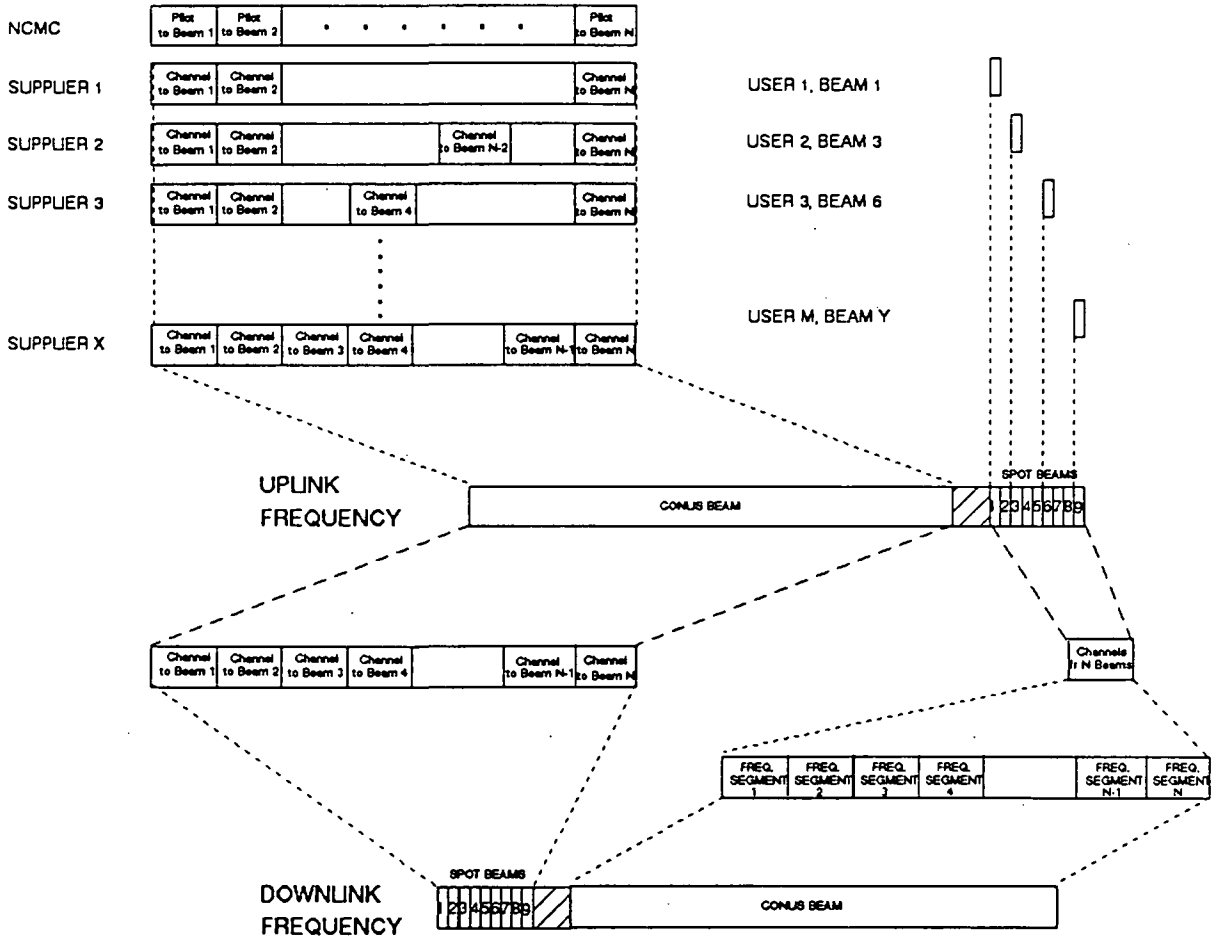 NCMC
Pilot
to Beam 1
Pilot
to Beam 2
Pilot
to Beam N
SUPPLIER 1
Channel
to Beam 1
Channel
to Beam 2
Channel
to Beam N
SUPPLIER 2
Channel
to Beam 1
Channel
to Beam 2
Channel
to Beam N-2
Channel
to Beam N
SUPPLIER 3
Channel
to Beam 1
Channel
to Beam 2
Channel
to Beam 4
Channel
to Beam N
SUPPLIER X
Channel
to Beam 1
Channel
to Beam 2
Channel
to Beam 3
Channel
to Beam 4
Channel
to Beam N-1
Channel
to Beam N
USER 1, BEAM 1
USER 2, BEAM 3
USER 3, BEAM 6
USER M, BEAM Y
UPLINK
FREQUENCY
CONUS BEAM
SPOT BEAMS
1 2 3 4 5 6 7 8 9
Channel
to Beam 1
Channel
to Beam 2
Channel
to Beam 3
Channel
to Beam 4
Channel
to Beam N-1
Channel
to Beam N
Channels
fr N Beams
FREQ.
SEGMENT
1
FREQ.
SEGMENT
2
FREQ.
SEGMENT
3
FREQ.
SEGMENT
4
FREQ.
SEGMENT
N-1
FREQ.
SEGMENT
N
DOWNLINK
FREQUENCY
SPOT BEAMS
1 2 3 4 5 6 7 8 9
CONUS BEAM